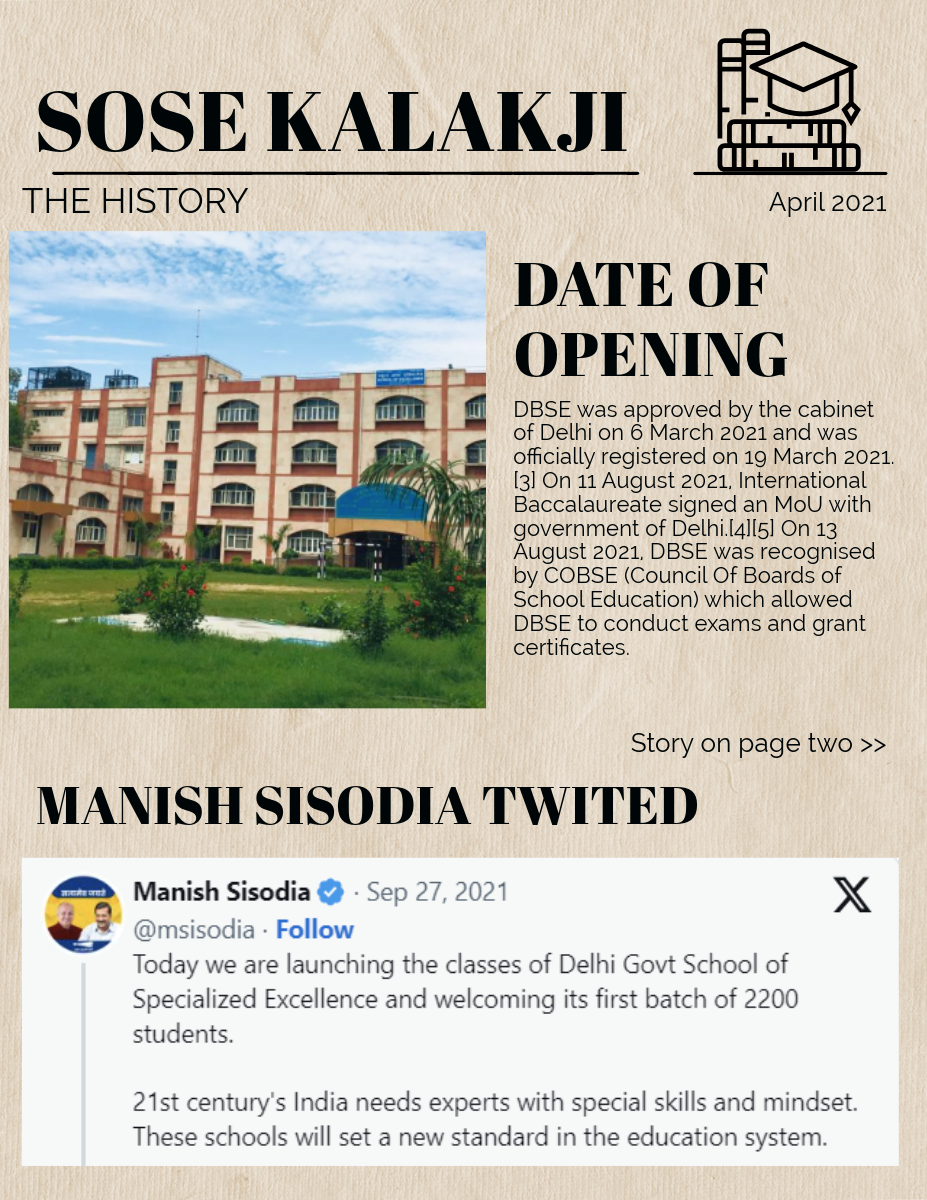 SOSE KALAKJI
THE HISTORY
April 2021
DATE OF
OPENING
DBSE was approved by the cabinet
of Delhi on 6 March 2021 and was
officially registered on 19 March 2021.
[3] On 11 August 2021, International
Baccalaureate signed an MoU with
government of Delhi.[4][5] On 13
August 2021, DBSE was recognised
by COBSE (Council Of Boards of
School Education) which allowed
DBSE to conduct exams and grant
certificates.
Story on page two >>
MANISH SISODIA TWITED
Manish Sisodia · Sep 27, 2021
@msisodia · Follow
Today we are launching the classes of Delhi Govt School of
Specialized Excellence and welcoming its first batch of 2200
students.
21st century's India needs experts with special skills and mindset.
These schools will set a new standard in the education system.